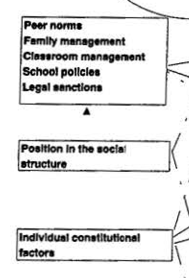 Peer norms
Family management
Classroom management
School policies
Legal sanctions
Position in the social
structure
Individual constitutional
factors